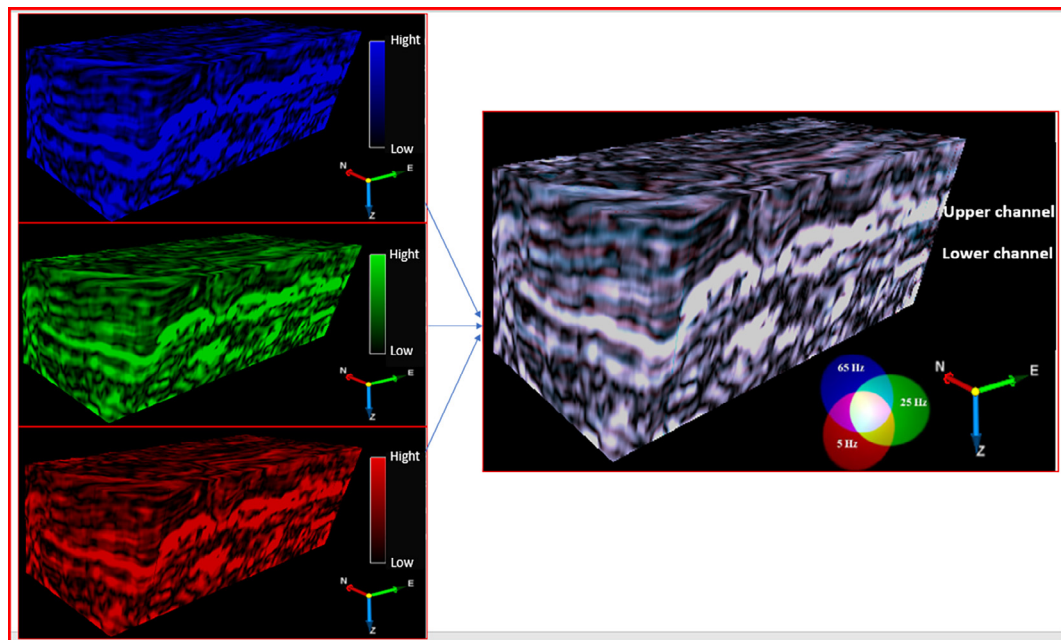 Hight
Low
N
E
Z
Hight
Low
N
E
Z
Hight
Low
N
E
Z
Upper channel
Lower channel
65 Hz
25 Hz
5 Hz
N
E
Z